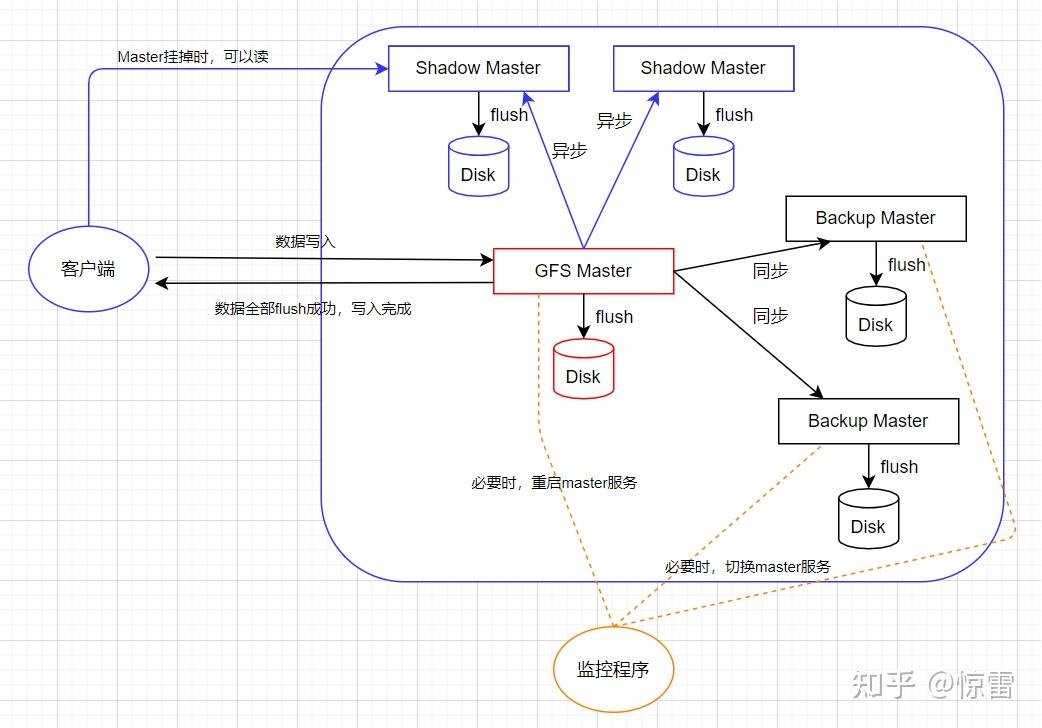 Master挂掉时，可以读
Shadow Master
Shadow Master
flush
flush
异步
异步
Disk
Disk
Backup Master
数据写入
客户端
GFS Master
同步
flush
数据全部flush成功，写入完成
flush
同步
Disk
Disk
Backup Master
flush
必要时，重启master服务
Disk
必要时，切换master服务
监控程序
知乎 @惊雷